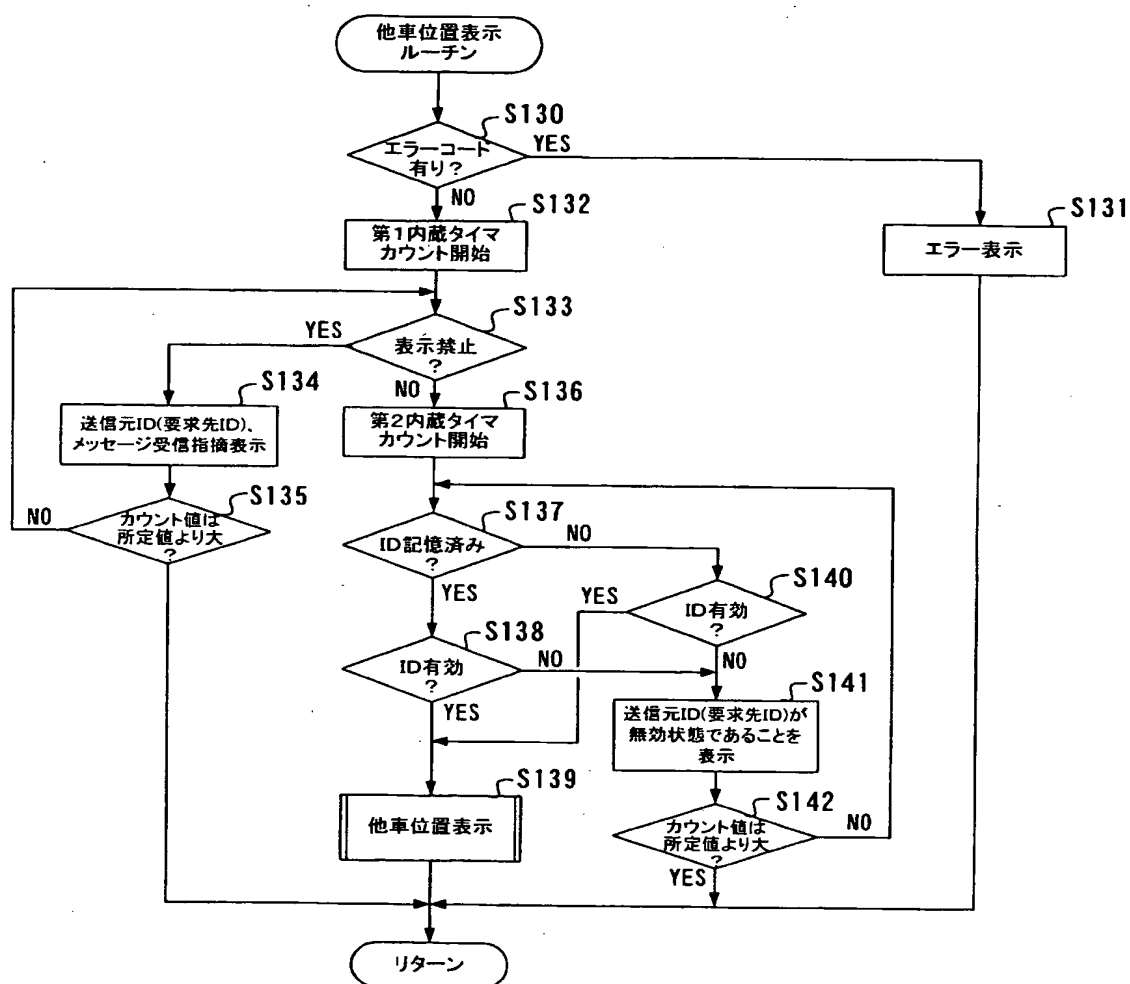 他車位置表示
ルーチン
S130
エラーコード
有り?
YES
NO
S132
第1内蔵タイマ
カウント開始
S131
エラー表示
S133
表示禁止
?
YES
NO
S134
送信元ID(要求先ID)、
メッセージ受信指摘表示
S136
第2内蔵タイマ
カウント開始
S135
カウント値は
所定値より大
?
NO
S137
ID記憶済み
?
NO
YES
S140
ID有効
?
YES
NO
S138
ID有効
?
NO
YES
S141
送信元ID(要求先ID)が
無効状態であることを
表示
S139
他車位置表示
S142
カウント値は
所定値より大
?
NO
YES
リターン